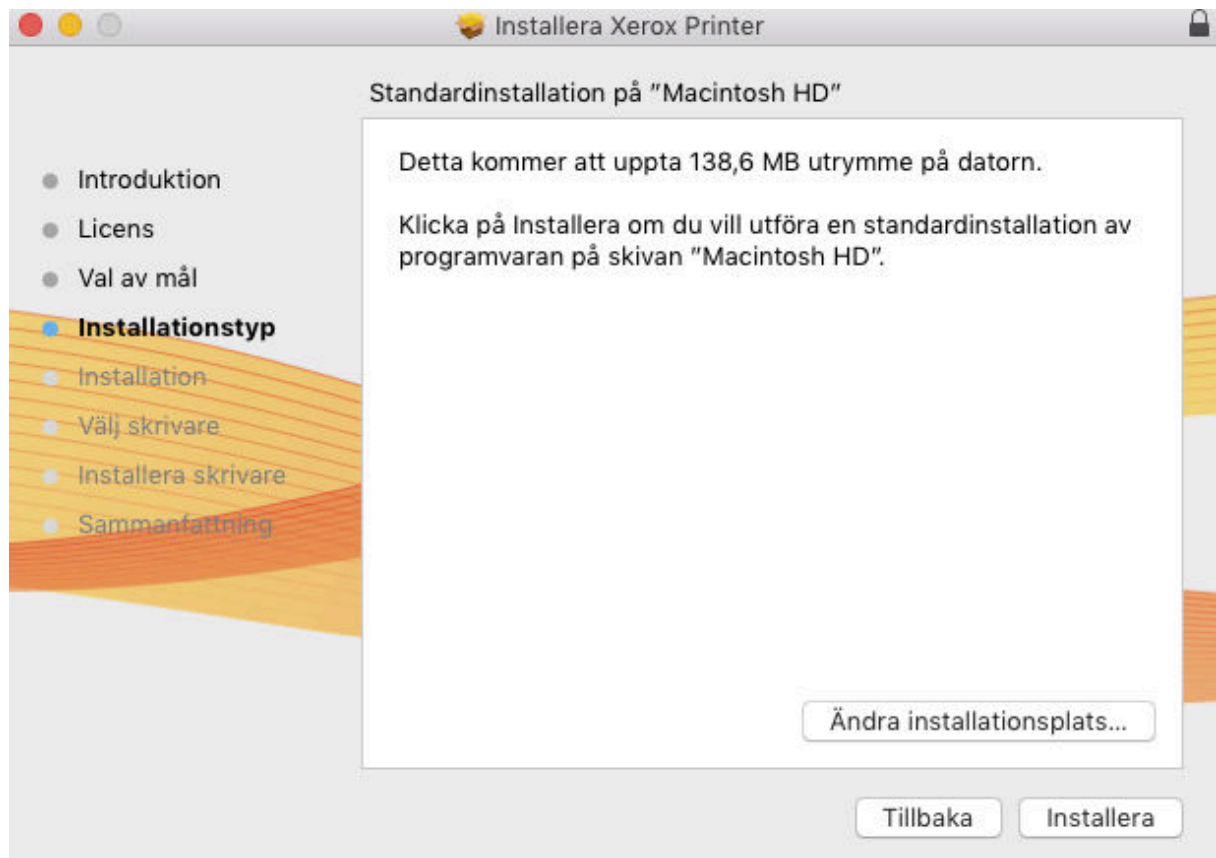 Installera Xerox Printer
Standardinstallation på ”Macintosh HD”
Introduktion
Licens
Val av mål
Installationstyp
Installation
Välj skrivare
Installera skrivare
Sammanfattning
Detta kommer att uppta 138,6 MB utrymme på datorn.
Klicka på Installera om du vill utföra en standardinstallation av
programvaran på skivan ”Macintosh HD”.
Ändra installationsplats...
Tillbaka
Installera